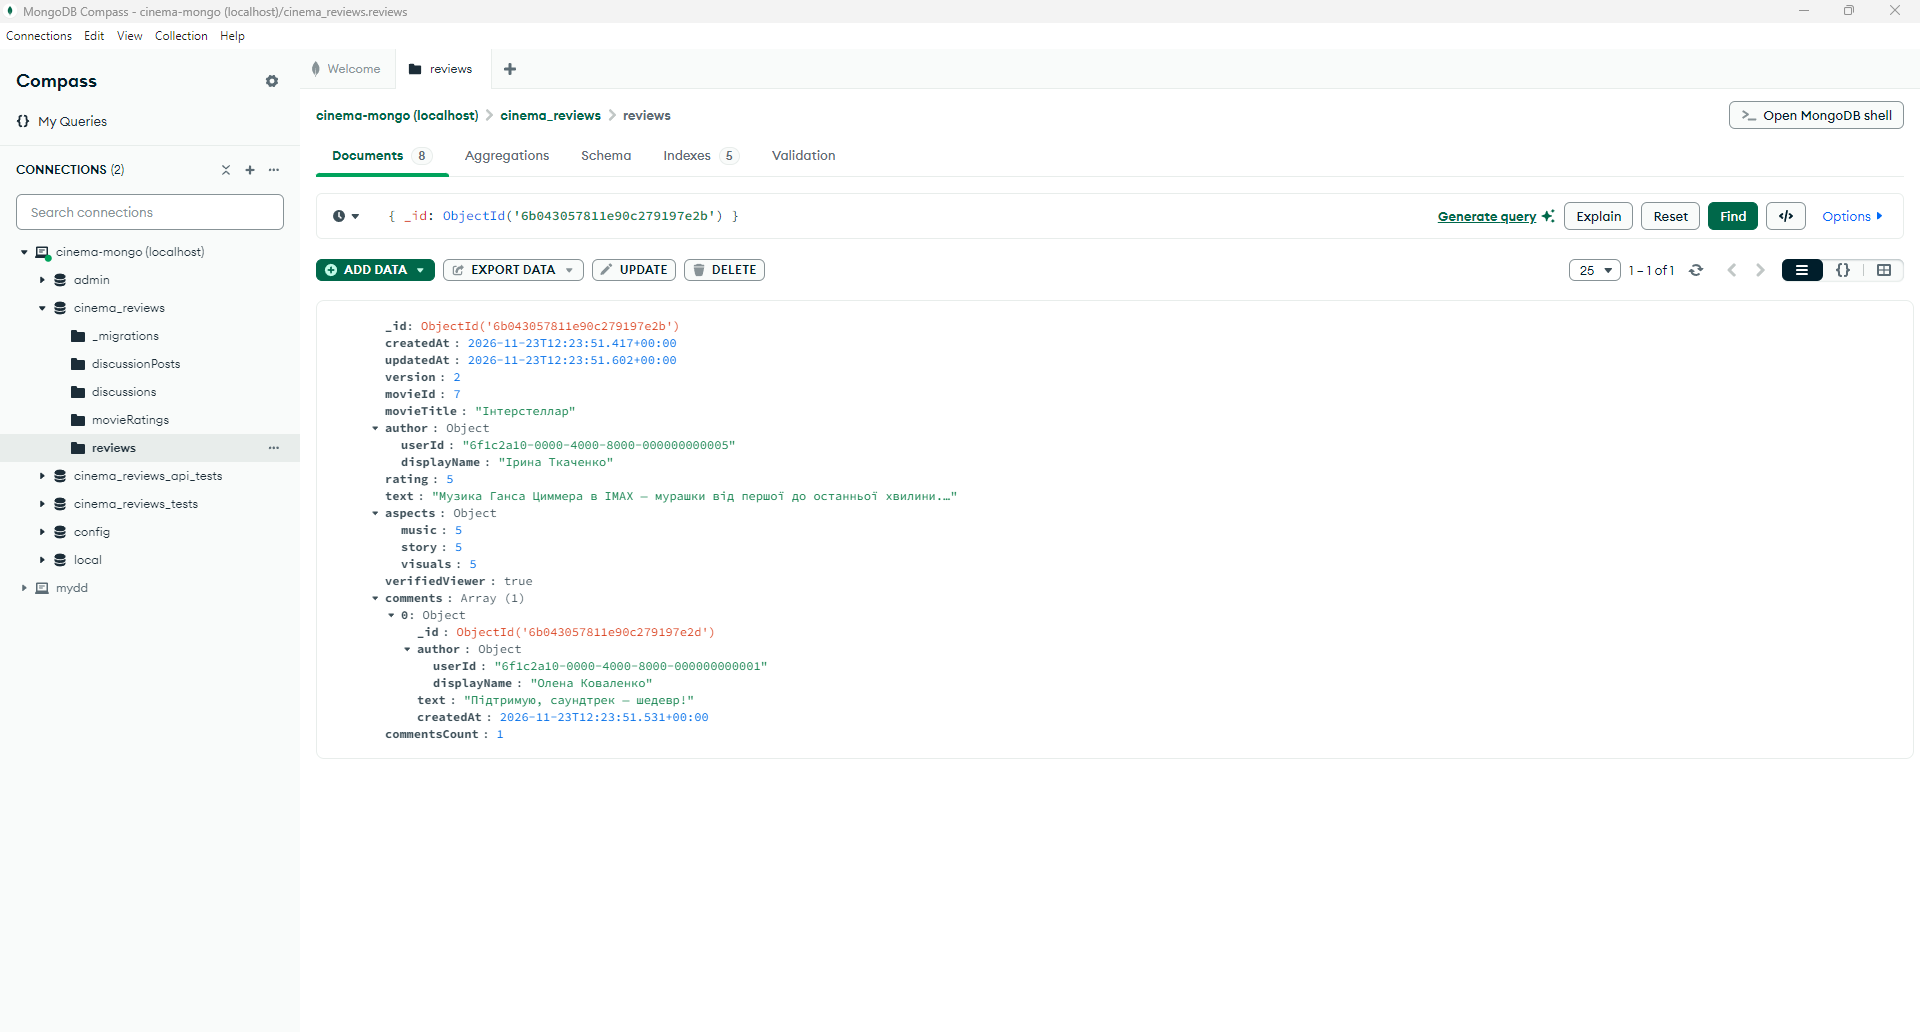 MongoDB Compass - cinema-mongo (localhost)/cinema_reviews.reviews
Connections Edit View Collection Help
Compass
My Queries
CONNECTIONS (2)
Search connections
cinema-mongo (localhost)
admin
cinema_reviews
_migrations
discussionPosts
discussions
movieRatings
reviews
cinema_reviews_api_tests
cinema_reviews_tests
config
local
mydd
Welcome reviews
cinema-mongo (localhost) > cinema_reviews > reviews
Open MongoDB shell
Documents 8 Aggregations Schema Indexes 5 Validation
{ _id: ObjectId('6b043057811e90c279197e2b') }
Generate query Explain Reset Find </> Options
ADD DATA EXPORT DATA UPDATE DELETE
25 1 – 1 of 1 {}
_id: ObjectId('6b043057811e90c279197e2b')
createdAt : 2026-11-23T12:23:51.417+00:00
updatedAt : 2026-11-23T12:23:51.602+00:00
version : 2
movieId : 7
movieTitle : "Інтерстеллар"
author : Object
userId : "6f1c2a10-0000-4000-8000-000000000005"
displayName : "Ірина Ткаченко"
rating : 5
text : "Музика Ганса Циммера в IMAX — мурашки від першої до останньої хвилини.…"
aspects : Object
music : 5
story : 5
visuals : 5
verifiedViewer : true
comments : Array (1)
0: Object
_id : ObjectId('6b043057811e90c279197e2d')
author : Object
userId : "6f1c2a10-0000-4000-8000-000000000001"
displayName : "Олена Коваленко"
text : "Підтримую, саундтрек — шедевр!"
createdAt : 2026-11-23T12:23:51.531+00:00
commentsCount : 1